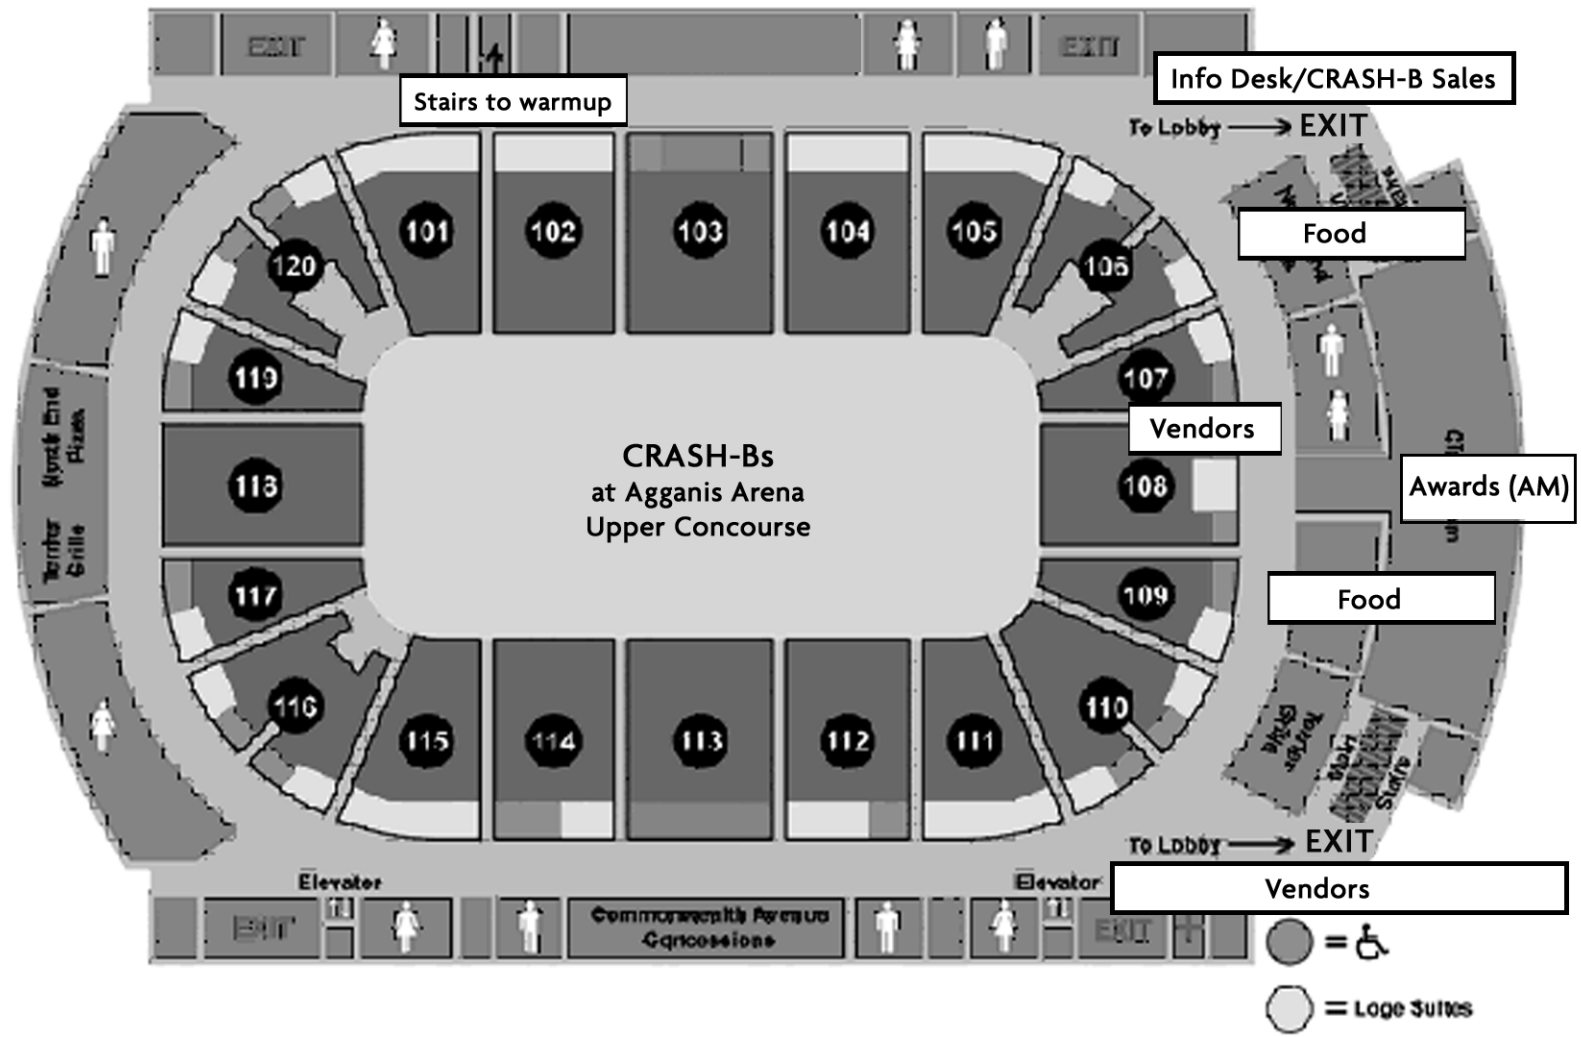 EXIT
EXIT
Info Desk/CRASH-B Sales
Stairs to warmup
To Lobby
EXIT
Food
101
102
103
104
105
120
106
119
107
North End
Pizza
Vendors
CRASH-Bs
at Agganis Arena
Upper Concourse
118
108
Awards (AM)
Terrier
Grille
117
109
Food
116
110
115
114
113
112
111
Terrier
Grille
Main
Stairs
To Lobby
EXIT
Elevator
Elevator
Vendors
EXIT
Commonwealth Avenue
Concessions
EXIT
=
= Loge Suites